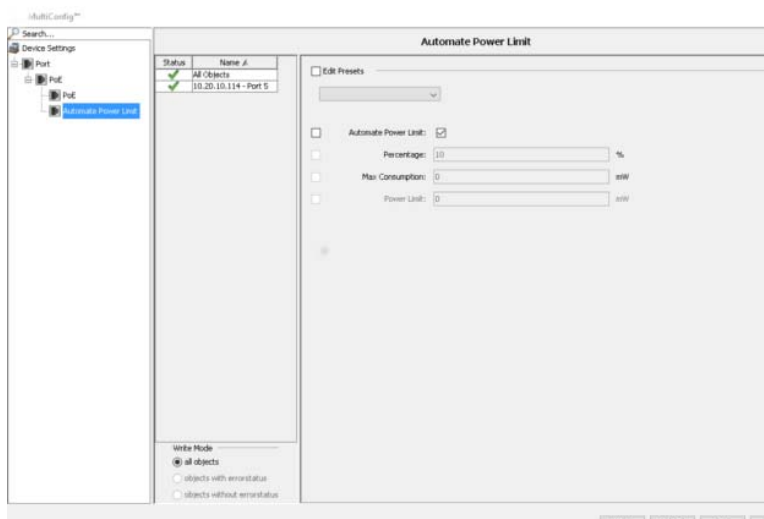 MultiConfig™
Search...
Device Settings
Port
PoE
PoE
Automate Power Limit
Status Name
All Objects
10.20.10.114 - Port 5
Write Mode
all objects
objects with errorstatus
objects without errorstatus
Automate Power Limit
Edit Presets
Automate Power Limit:
Percentage: 10 %
Max Consumption: 0 mW
Power Limit: 0 mW